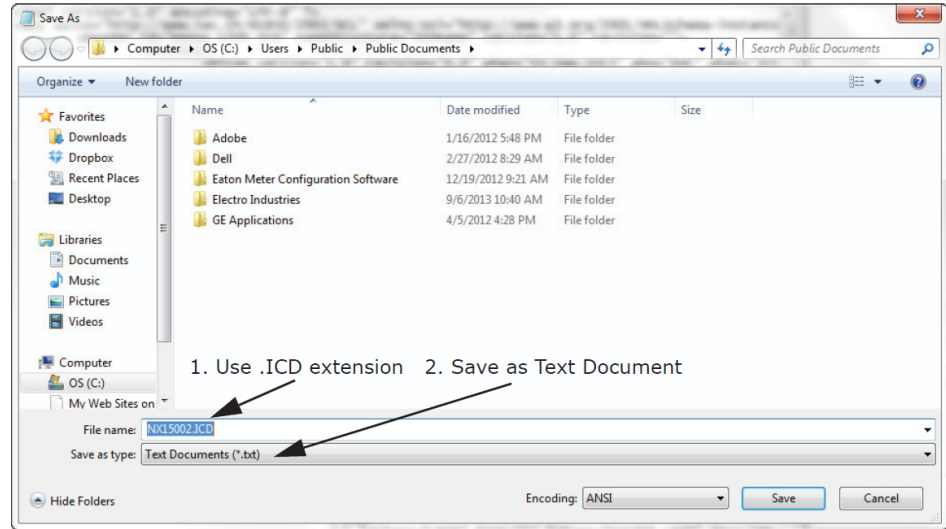 Save As
Computer ▸ OS (C:) ▸ Users ▸ Public ▸ Public Documents ▸
Search Public Documents
Organize
New folder
Name Date modified Type Size
Favorites
Downloads
Dropbox
Recent Places
Desktop
Libraries
Documents
Music
Pictures
Videos
Computer
OS (C:)
My Web Sites on
Adobe 1/16/2012 5:48 PM File folder
Dell 2/27/2012 8:29 AM File folder
Eaton Meter Configuration Software 12/19/2012 9:21 AM File folder
Electro Industries 9/6/2013 10:40 AM File folder
GE Applications 4/5/2012 4:28 PM File folder
1. Use .ICD extension 2. Save as Text Document
File name: NX15002.ICD
Save as type: Text Documents (*.txt)
Hide Folders
Encoding: ANSI
Save
Cancel